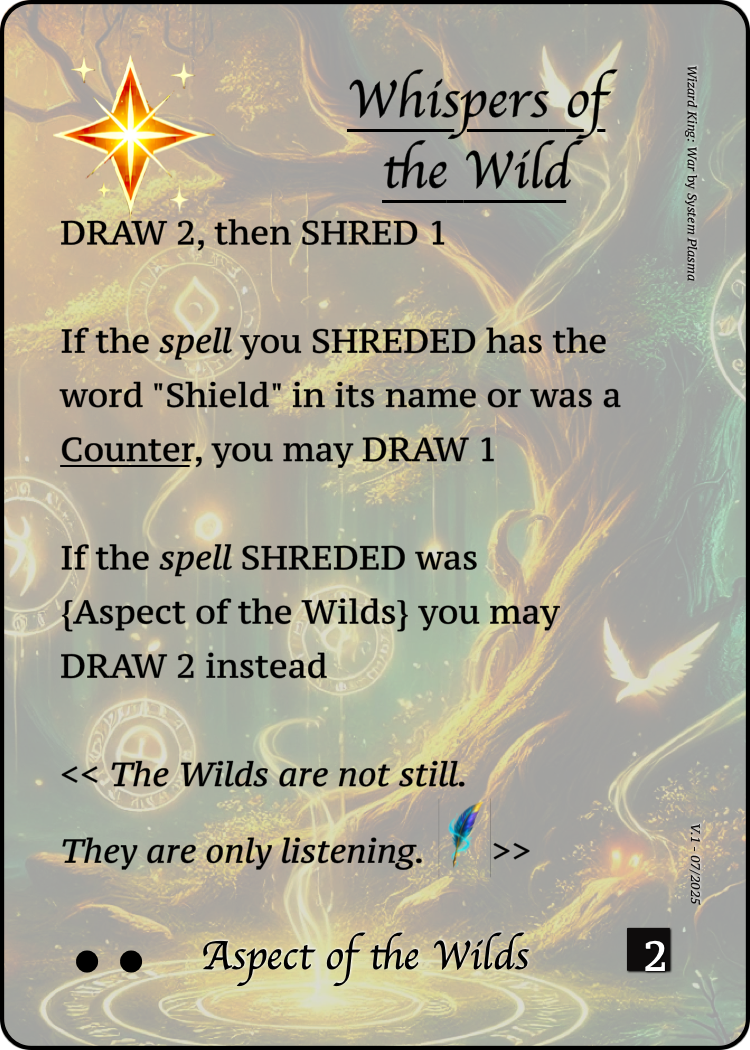 Whispers of
the Wild
DRAW 2, then SHRED 1
If the spell you SHREDED has the
word "Shield" in its name or was a
Counter, you may DRAW 1
If the spell SHREDED was
{Aspect of the Wilds} you may
DRAW 2 instead
<< The Wilds are not still.
They are only listening. >>
Aspect of the Wilds
2
Wizard King: War by System Plasma
V.1 - 07/2025